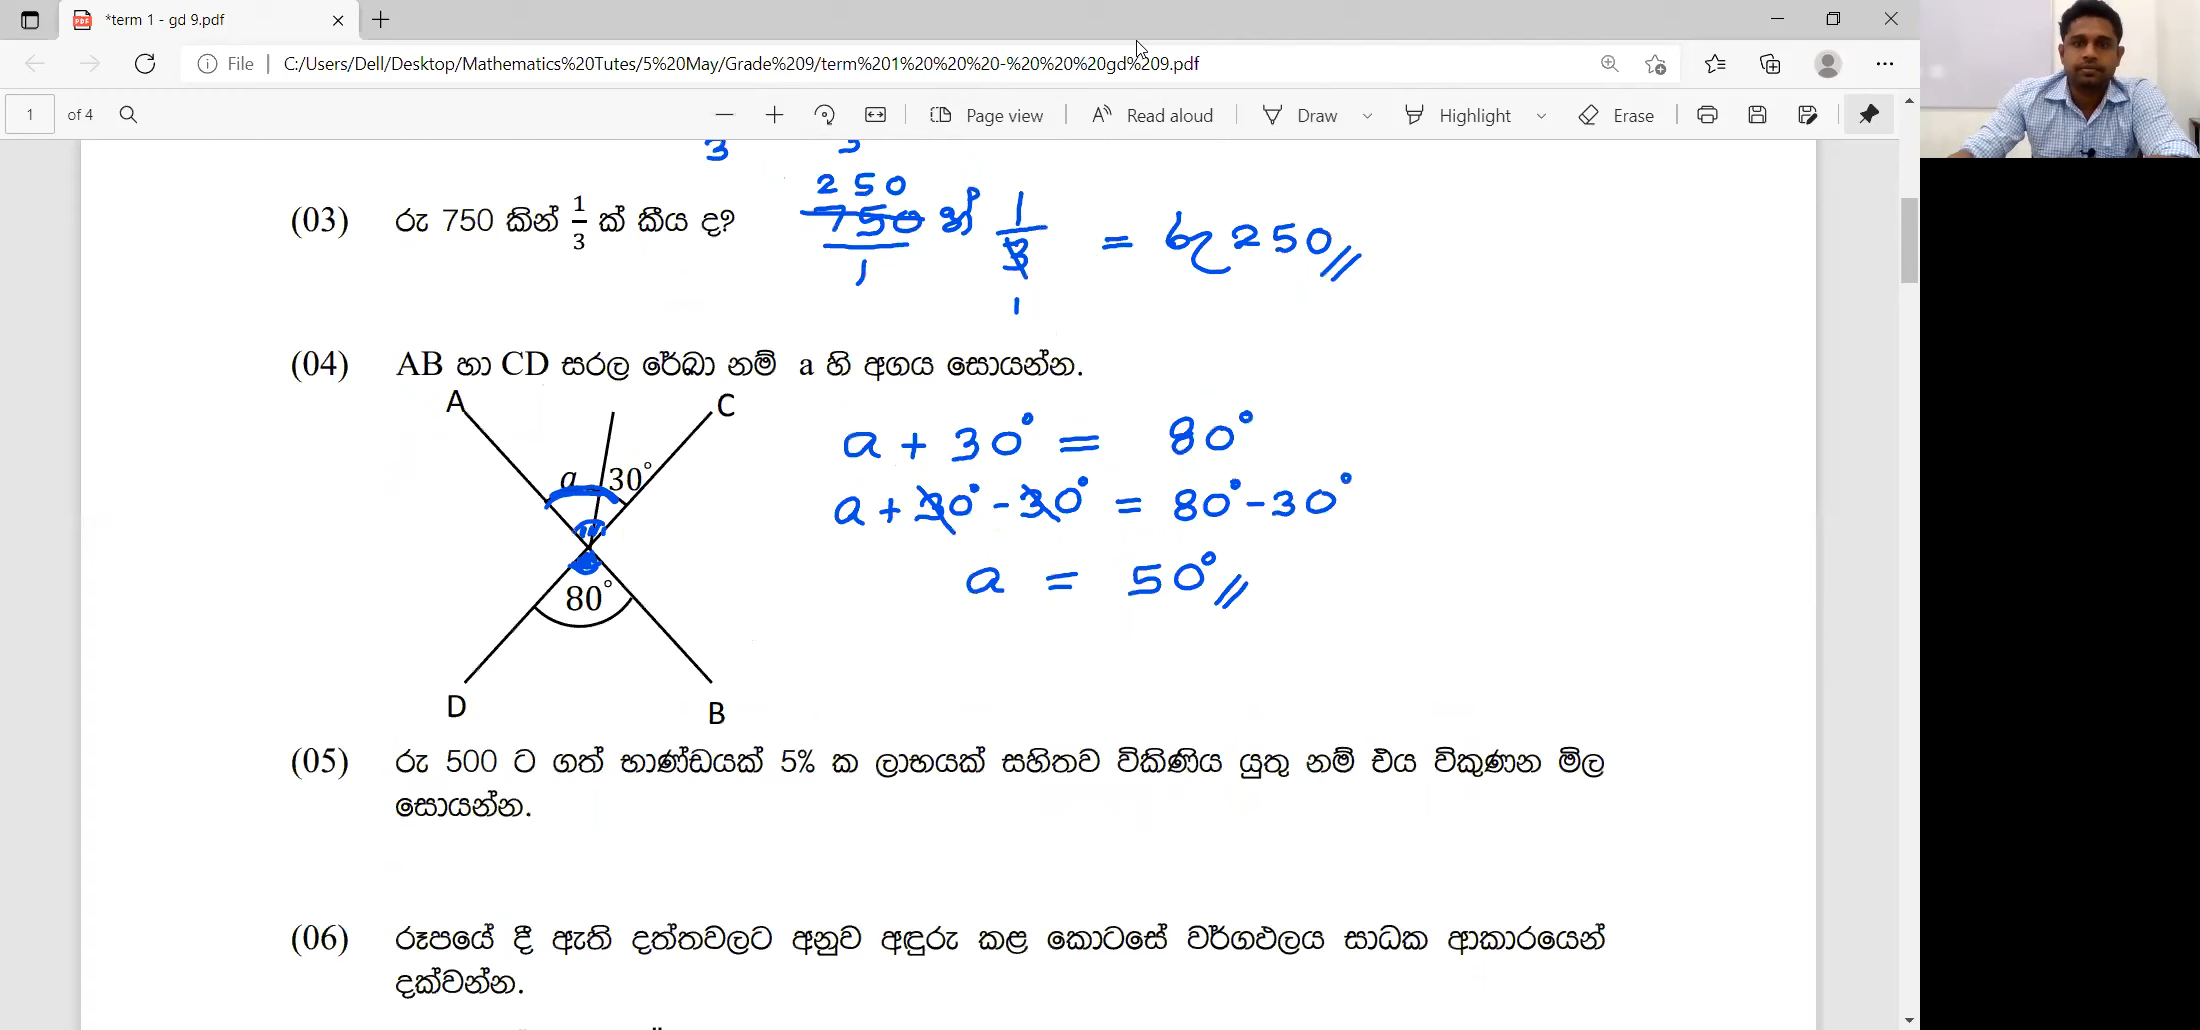 *term 1 - gd 9.pdf
File | C:/Users/Dell/Desktop/Mathematics%20Tutes/5%20May/Grade%209/term%201%20%20%20-%20%20%20gd%209.pdf
1 of 4 Page view Read aloud Draw Highlight Erase
3
(03) රු 750 කින් 1/3 ක් කීය ද?
250
750 න් 1/3 = රු 250//
1 1
(04) AB හා CD සරල රේඛා නම් a හි අගය සොයන්න.
A C
a 30°
80°
D B
a + 30° = 80°
a + 30° - 30° = 80° - 30°
a = 50°//
(05) රු 500 ට ගත් භාණ්ඩයක් 5% ක ලාභයක් සහිතව විකිණිය යුතු නම් එය විකුණන මිල
සොයන්න.
(06) රූපයේ දී ඇති දත්තවලට අනුව අඳුරු කළ කොටසේ වර්ගඵලය සාධක ආකාරයෙන්
දක්වන්න.